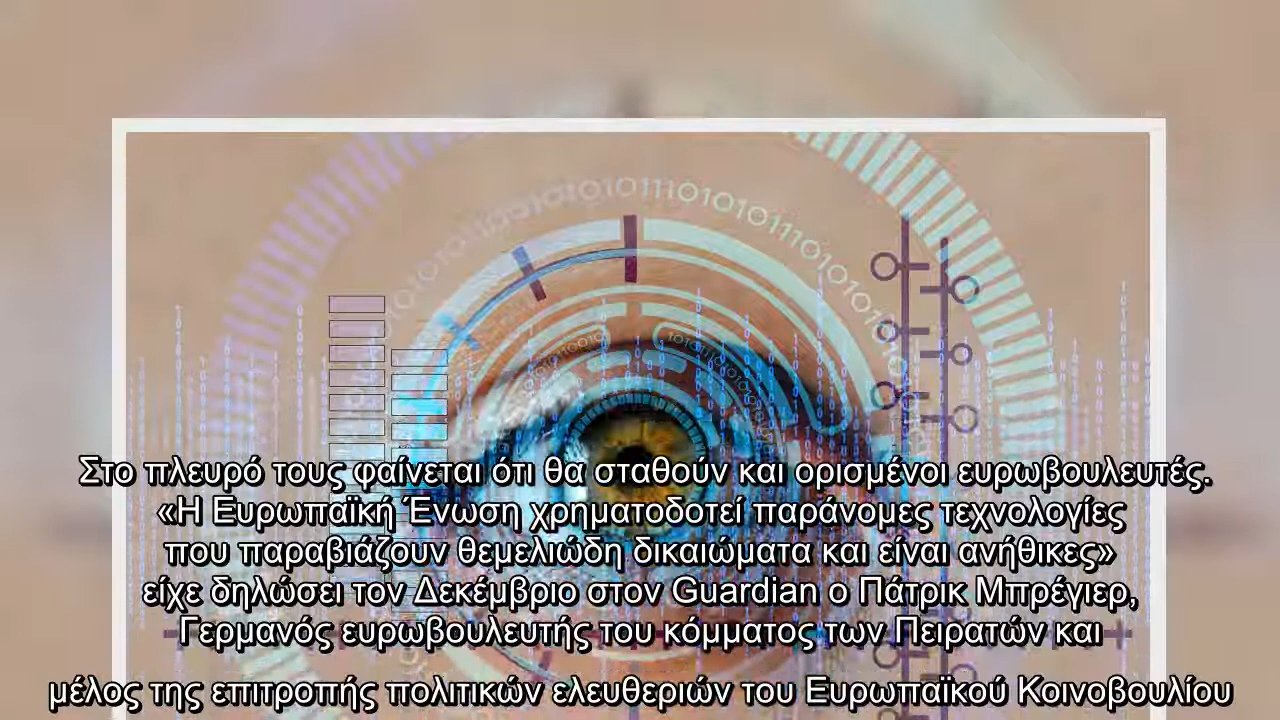 Στο πλευρό τους φαίνεται ότι θα σταθούν και ορισμένοι ευρωβουλευτές.
«Η Ευρωπαϊκή Ένωση χρηματοδοτεί παράνομες τεχνολογίες
που παραβιάζουν θεμελιώδη δικαιώματα και είναι ανήθικες»
είχε δηλώσει τον Δεκέμβριο στον Guardian ο Πάτρικ Μπρέγιερ,
Γερμανός ευρωβουλευτής του κόμματος των Πειρατών και
μέλος της επιτροπής πολιτικών ελευθεριών του Ευρωπαϊκού Κοινοβουλίου